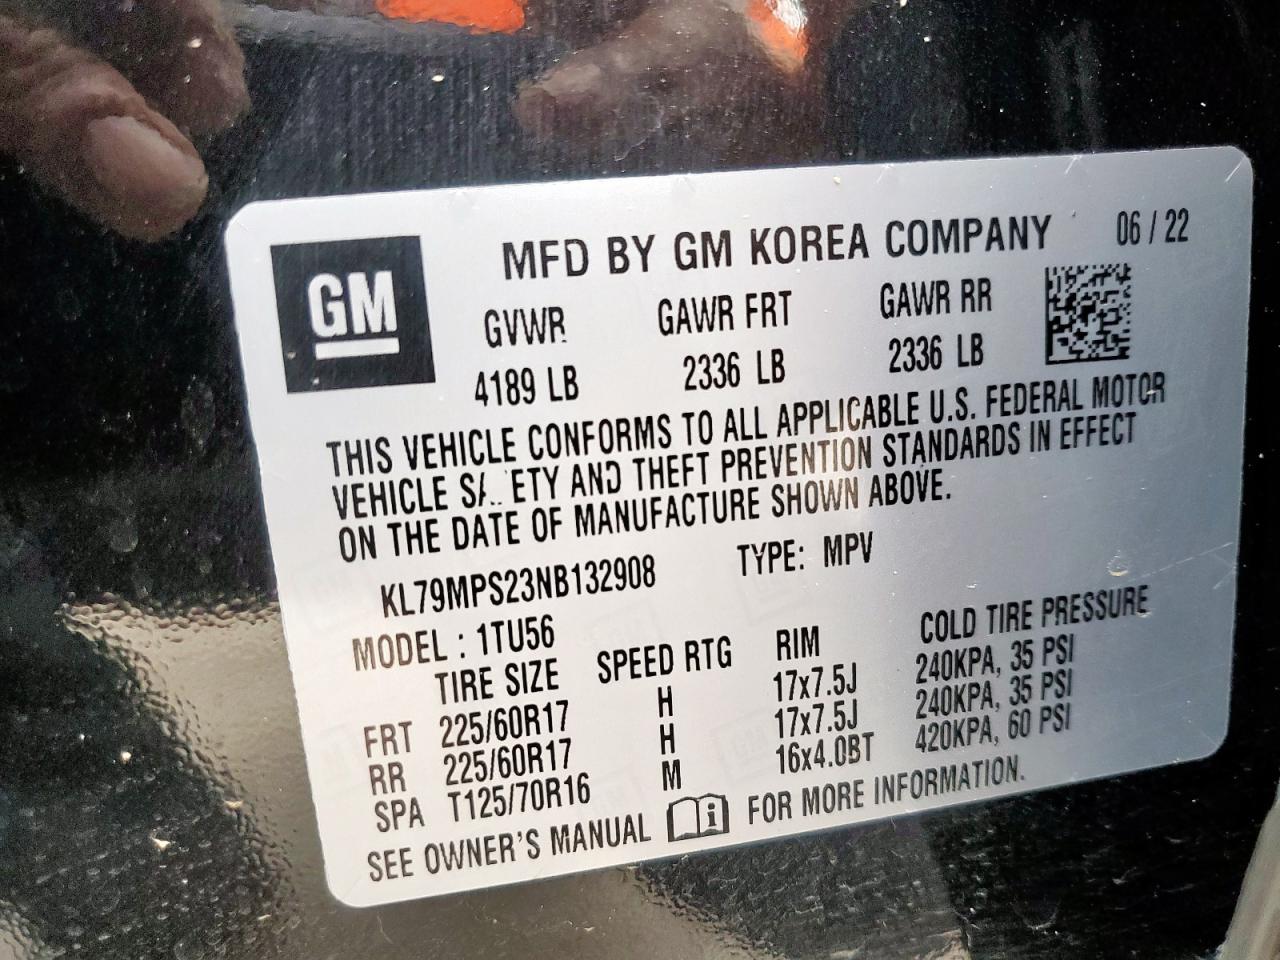 GM
MFD BY GM KOREA COMPANY 06 / 22
GVWR GAWR FRT GAWR RR
4189 LB 2336 LB 2336 LB
THIS VEHICLE CONFORMS TO ALL APPLICABLE U.S. FEDERAL MOTOR
VEHICLE SAFETY AND THEFT PREVENTION STANDARDS IN EFFECT
ON THE DATE OF MANUFACTURE SHOWN ABOVE.
KL79MPS23NB132908 TYPE: MPV
MODEL : 1TU56
TIRE SIZE SPEED RTG RIM COLD TIRE PRESSURE
FRT 225/60R17 H 17x7.5J 240KPA, 35 PSI
RR 225/60R17 H 17x7.5J 240KPA, 35 PSI
SPA T125/70R16 M 16x4.0BT 420KPA, 60 PSI
SEE OWNER'S MANUAL i FOR MORE INFORMATION.